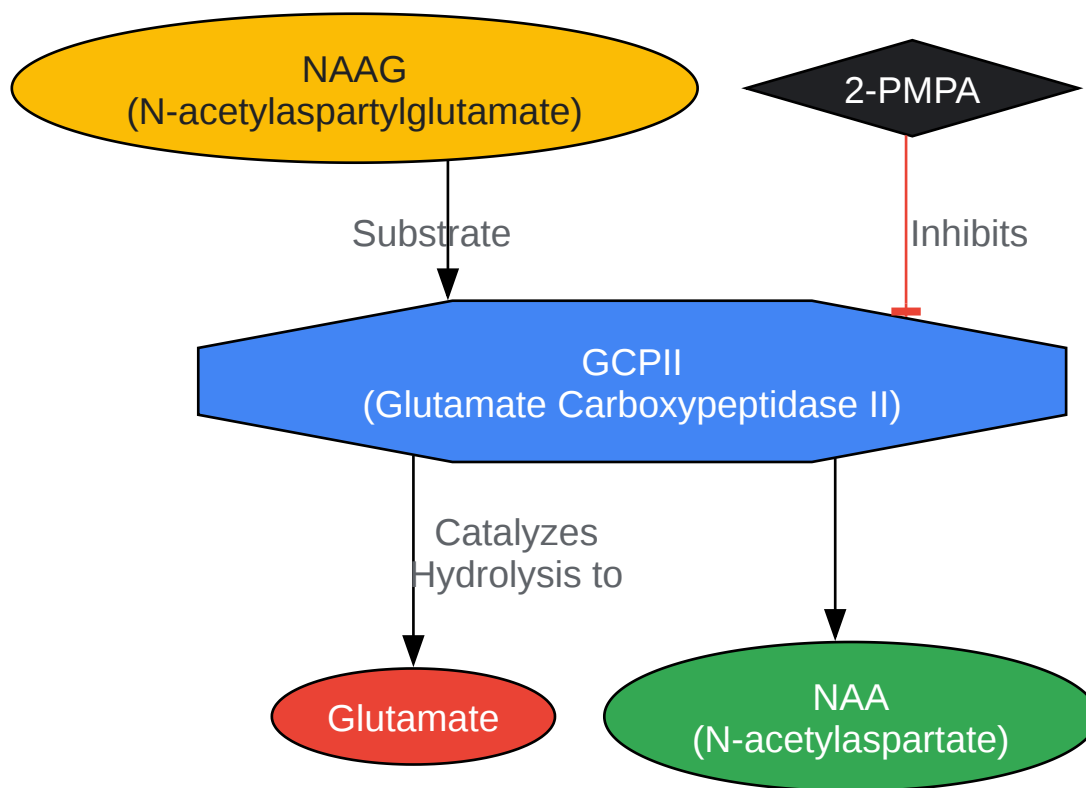 NAAG
(N-acetylaspartylglutamate)
2-PMPA
Substrate
Inhibits
GCPII
(Glutamate Carboxypeptidase II)
Catalyzes
Hydrolysis to
Glutamate
NAA
(N-acetylaspartate)